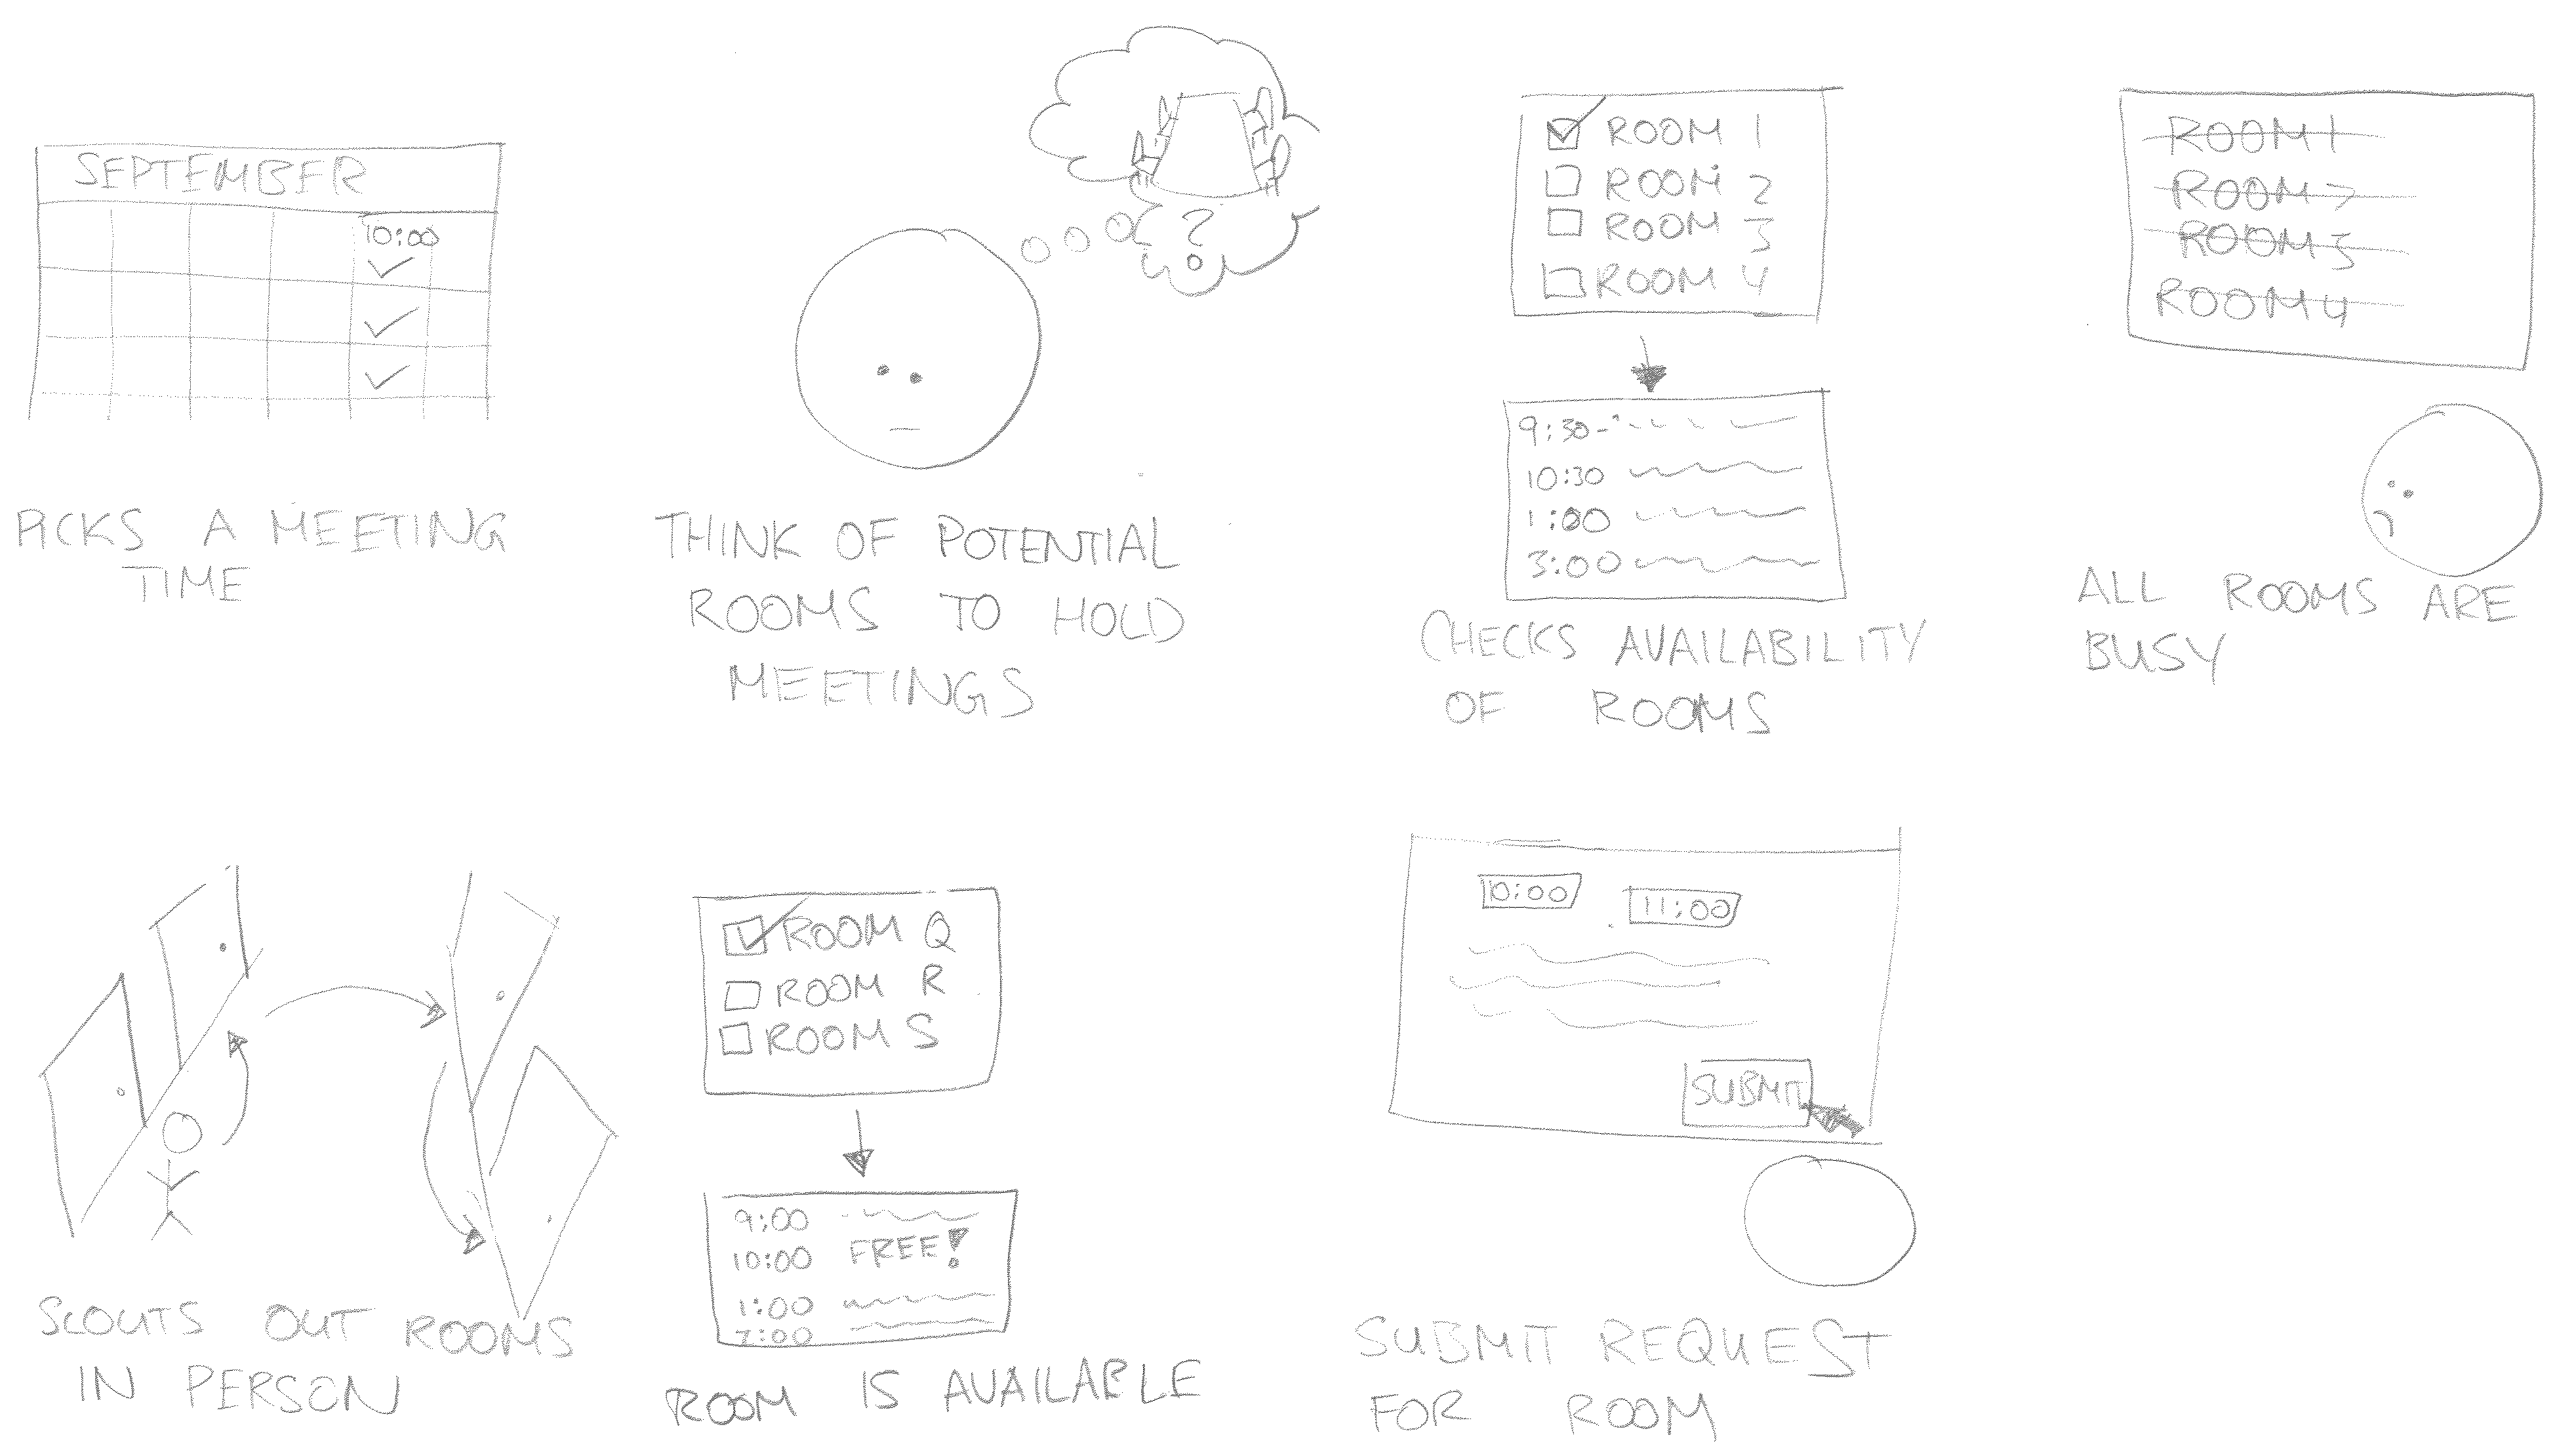 SEPTEMBER
10:00
PICKS A MEETING
TIME
?
THINK OF POTENTIAL
ROOMS TO HOLD
MEETINGS
ROOM 1
ROOM 2
ROOM 3
ROOM 4
9:30-
10:30
1:00
3:00
CHECKS AVAILABILITY
OF ROOMS
ROOM 1
ROOM 2
ROOM 3
ROOM 4
ALL ROOMS ARE
BUSY
SCOUTS OUT ROOMS
IN PERSON
ROOM Q
ROOM R
ROOM S
9:00
10:00 FREE!
1:00
2:00
ROOM IS AVAILABLE
10:00 11:00
SUBMIT
SUBMIT REQUEST
FOR ROOM